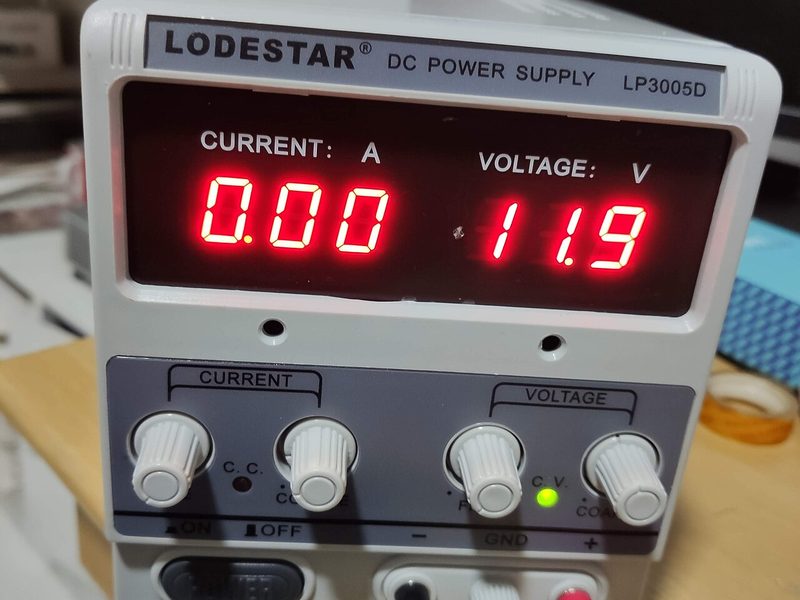 LODESTAR® DC POWER SUPPLY LP3005D
CURRENT: A VOLTAGE: V
0.00 11.9
CURRENT VOLTAGE
C. C. C. V.
ON OFF - GND +